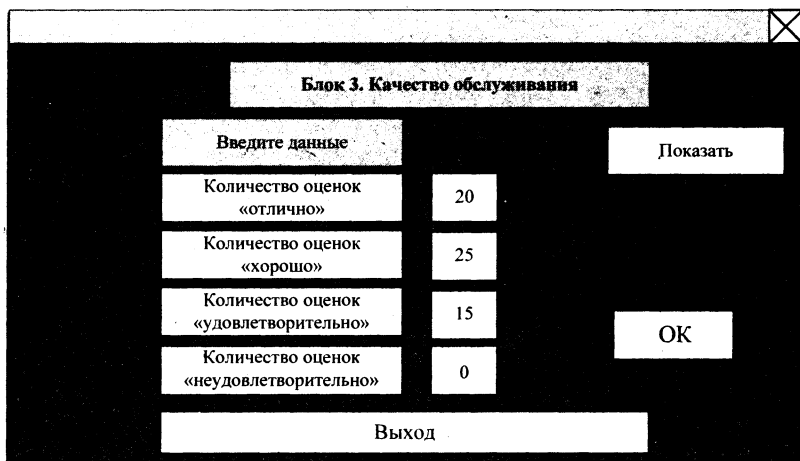 Блок 3. Качество обслуживания
Введите данные
Показать
Количество оценок
«отлично»
20
Количество оценок
«хорошо»
25
Количество оценок
«удовлетворительно»
15
ОК
Количество оценок
«неудовлетворительно»
0
Выход